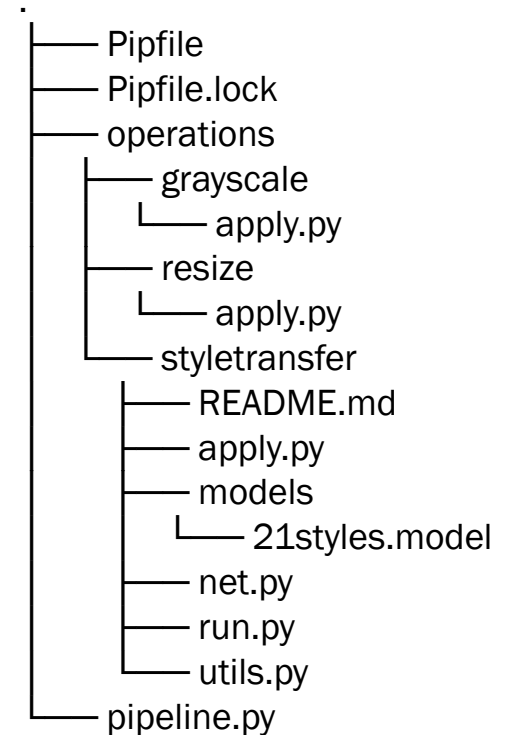 .
Pipfile
Pipfile.lock
operations
grayscale
apply.py
resize
apply.py
styletransfer
README.md
apply.py
models
21styles.model
net.py
run.py
utils.py
pipeline.py